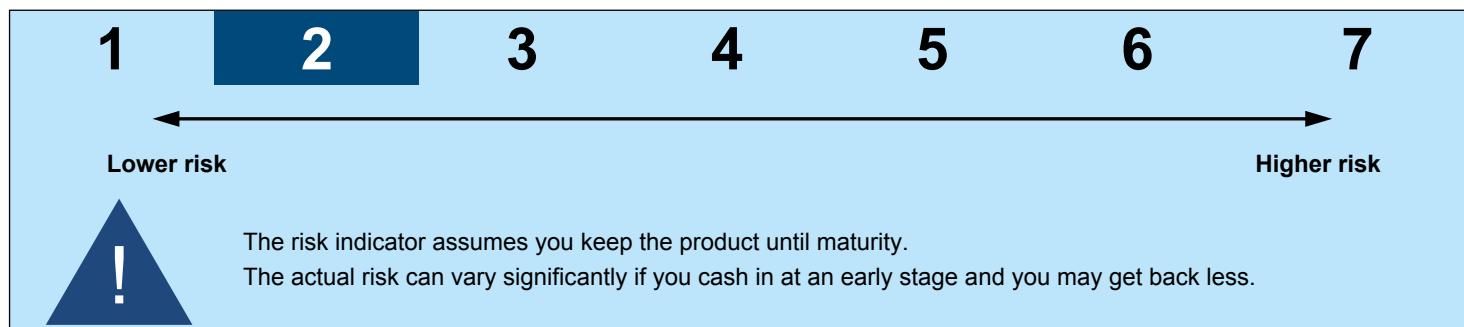 1 2 3 4 5 6 7
Lower risk Higher risk
!
The risk indicator assumes you keep the product until maturity.
The actual risk can vary significantly if you cash in at an early stage and you may get back less.